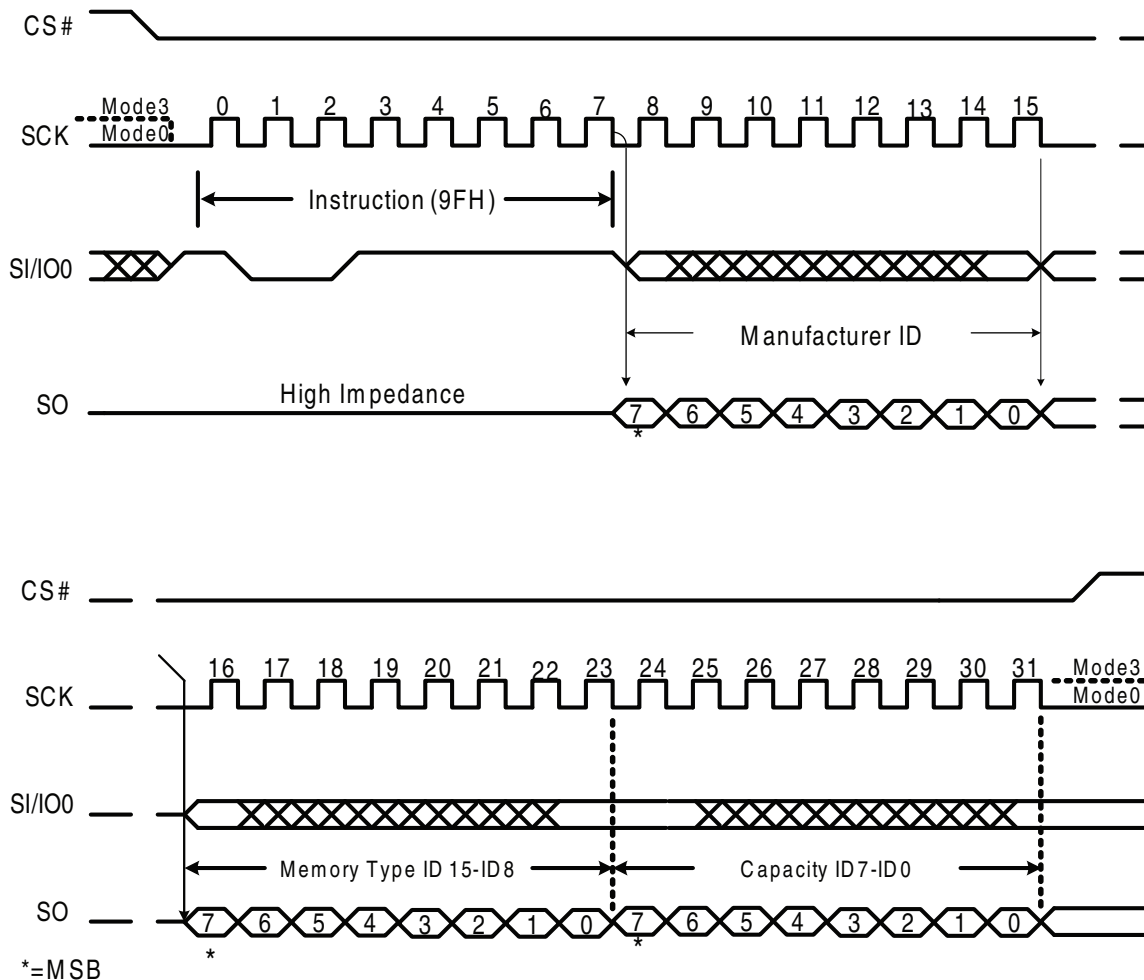 CS#
Mode3
0 1 2 3 4 5 6 7 8 9 10 11 12 13 14 15
SCK
Mode0
Instruction (9FH)
SI/IO0
Manufacturer ID
High Impedance
SO
7 6 5 4 3 2 1 0
*
CS#
16 17 18 19 20 21 22 23 24 25 26 27 28 29 30 31
Mode3
SCK
Mode0
SI/IO0
Memory Type ID 15-ID8
Capacity ID7-ID0
SO
7 6 5 4 3 2 1 0 7 6 5 4 3 2 1 0
* *
*=MSB